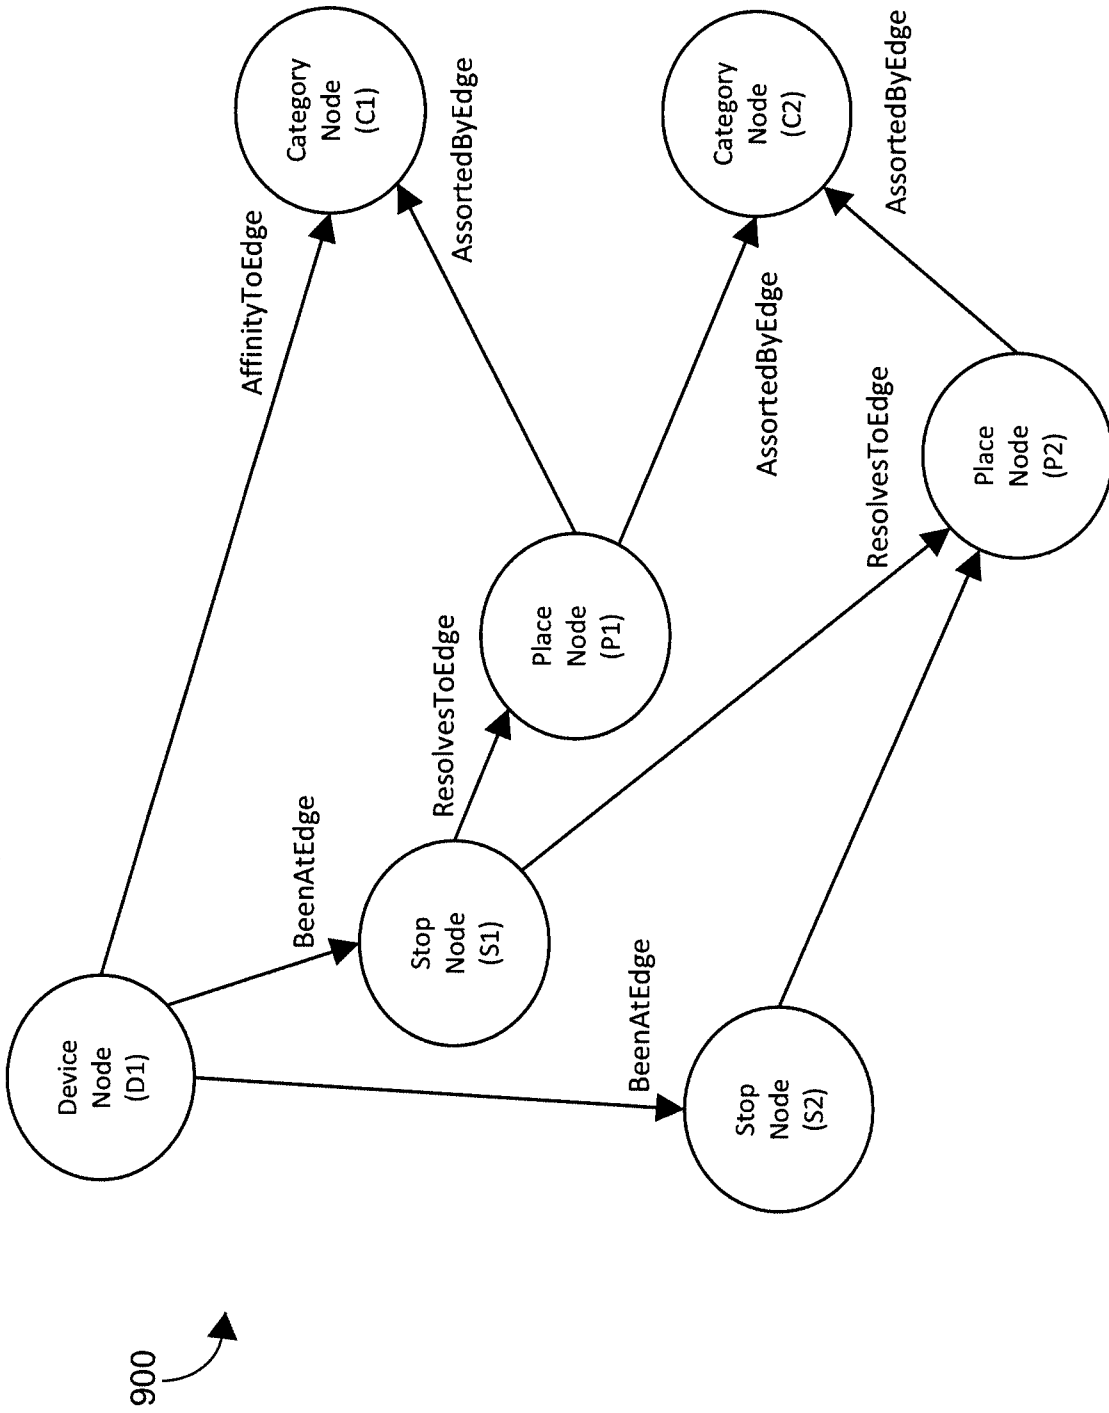 900
Device
Node
(D1)
AffinityToEdge
Category
Node
(C1)
BeenAtEdge
AssortedByEdge
Stop
Node
(S1)
ResolvesToEdge
Place
Node
(P1)
BeenAtEdge
AssortedByEdge
Category
Node
(C2)
Stop
Node
(S2)
ResolvesToEdge
AssortedByEdge
Place
Node
(P2)